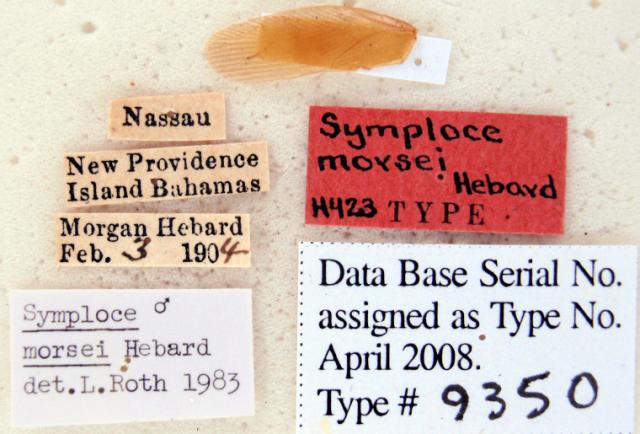 Nassau
New Providence
Island Bahamas
Morgan Hebard
Feb. 3 1904
Symploce ♂
morsei Hebard
det.L.Roth 1983
Symploce
morsei
Hebard
H423 TYPE
Data Base Serial No.
assigned as Type No.
April 2008.
Type # 9350